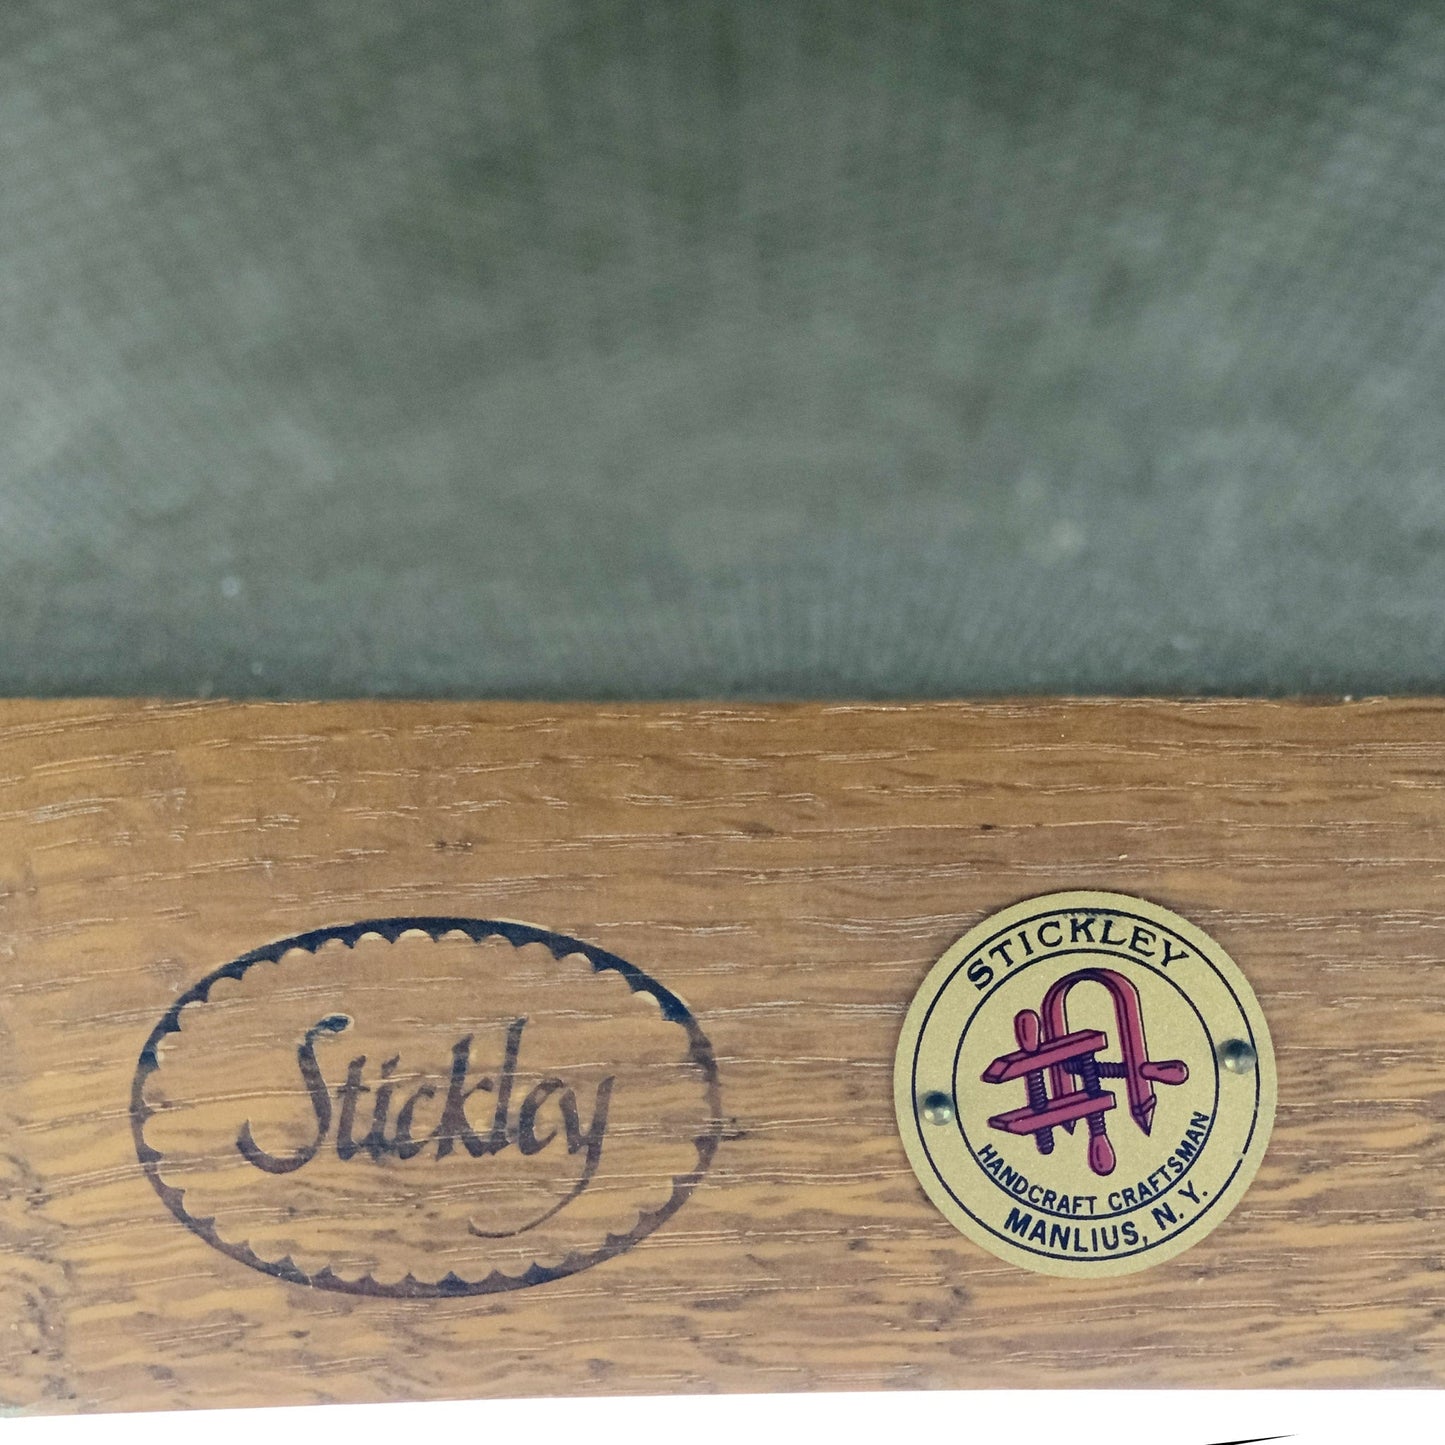 Stickley
STICKLEY
HANDCRAFT CRAFTSMAN
MANLIUS, N. Y.